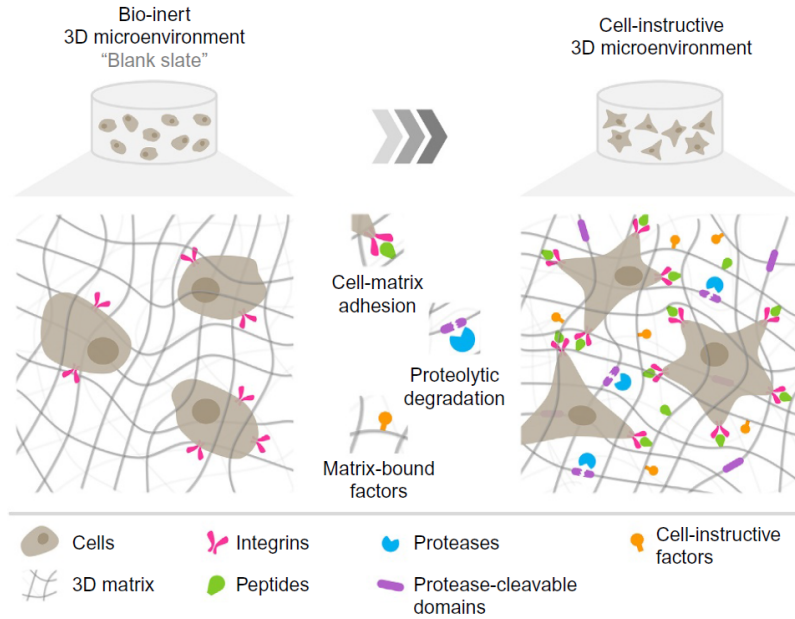 Bio-inert
3D microenvironment
“Blank slate”
Cell-instructive
3D microenvironment
Cell-matrix
adhesion
Proteolytic
degradation
Matrix-bound
factors
Cells
Integrins
Proteases
Cell-instructive
factors
3D matrix
Peptides
Protease-cleavable
domains